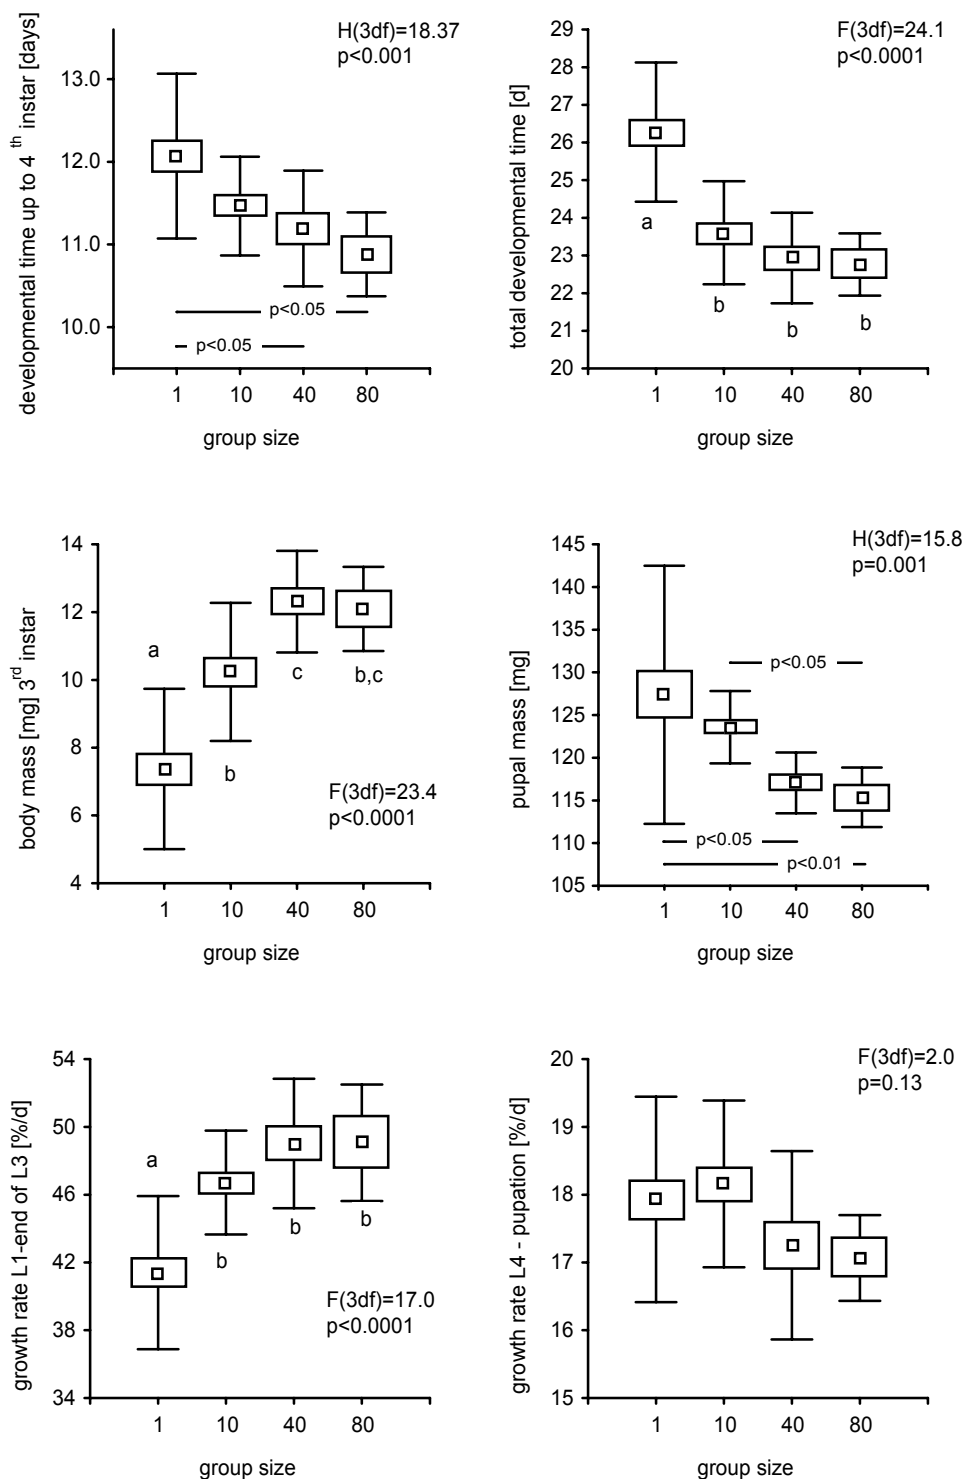 H(3df)=18.37
p<0.001
developmental time up to 4 th instar [days]
13.0
12.0
11.0
10.0
p<0.05
p<0.05
1 10 40 80
group size
F(3df)=24.1
p<0.0001
total developmental time [d]
29
28
27
26
25
24
23
22
21
20
a
b
b
b
1 10 40 80
group size
body mass [mg] 3rd instar
14
12
10
8
6
4
a
b
c
b,c
F(3df)=23.4
p<0.0001
1 10 40 80
group size
H(3df)=15.8
p=0.001
pupal mass [mg]
145
140
135
130
125
120
115
110
105
p<0.05
p<0.05
p<0.01
1 10 40 80
group size
growth rate L1-end of L3 [%/d]
54
50
46
42
38
34
a
b
b
b
F(3df)=17.0
p<0.0001
1 10 40 80
group size
F(3df)=2.0
p=0.13
growth rate L4 - pupation [%/d]
20
19
18
17
16
15
1 10 40 80
group size